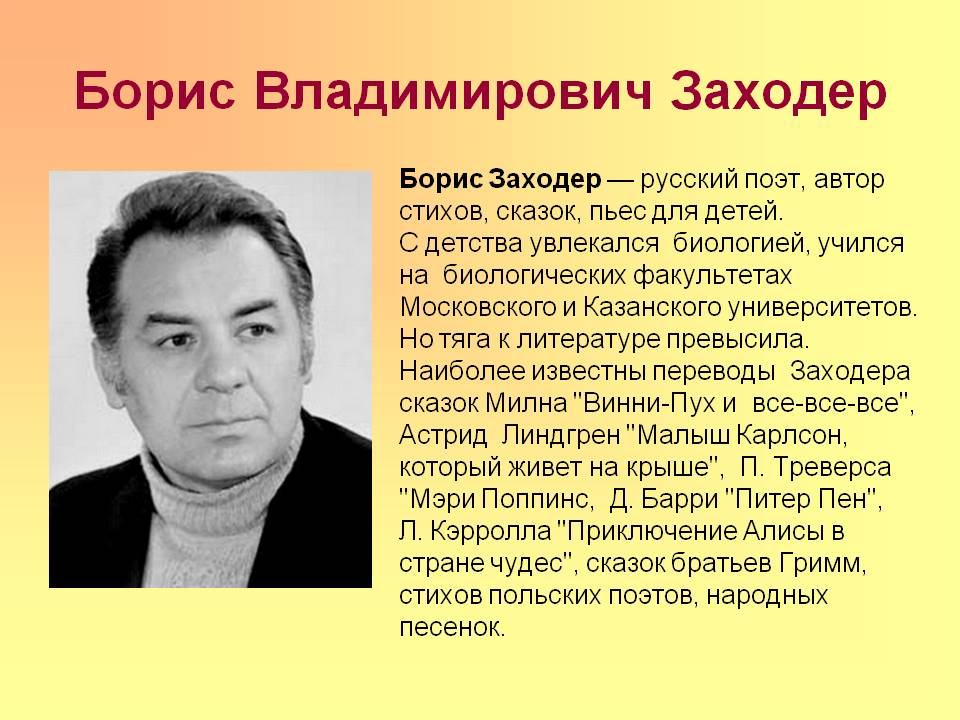 Борис Владимирович Заходер
Борис Заходер — русский поэт, автор
стихов, сказок, пьес для детей.
С детства увлекался биологией, учился
на биологических факультетах
Московского и Казанского университетов.
Но тяга к литературе превысила.
Наиболее известны переводы Заходера
сказок Милна "Винни-Пух и все-все-все",
Астрид Линдгрен "Малыш Карлсон,
который живет на крыше", П. Треверса
"Мэри Поппинс, Д. Барри "Питер Пен",
Л. Кэрролла "Приключение Алисы в
стране чудес", сказок братьев Гримм,
стихов польских поэтов, народных
песенок.